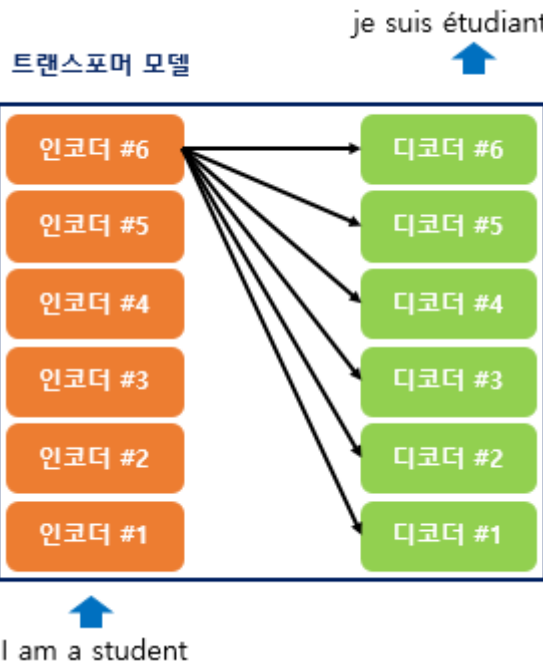 je suis étudiant
트랜스포머 모델
인코더 #6
디코더 #6
인코더 #5
디코더 #5
인코더 #4
디코더 #4
인코더 #3
디코더 #3
인코더 #2
디코더 #2
인코더 #1
디코더 #1
I am a student